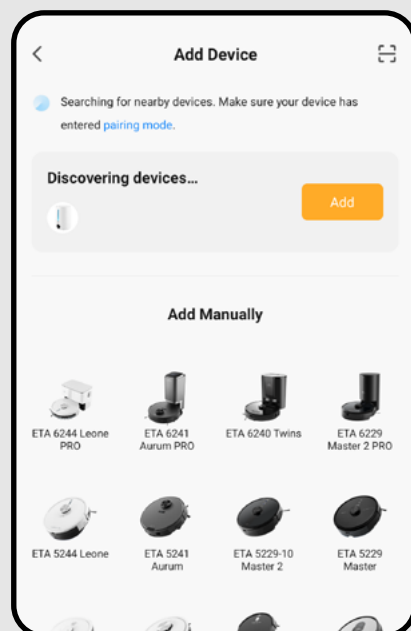 Add Device
Searching for nearby devices. Make sure your device has
entered pairing mode.
Discovering devices...
Add
Add Manually
ETA 6244 Leone
PRO
ETA 6241
Aurum PRO
ETA 6240 Twins
ETA 6229
Master 2 PRO
ETA 5244 Leone
ETA 5241
Aurum
ETA 5229-10
Master 2
ETA 5229
Master